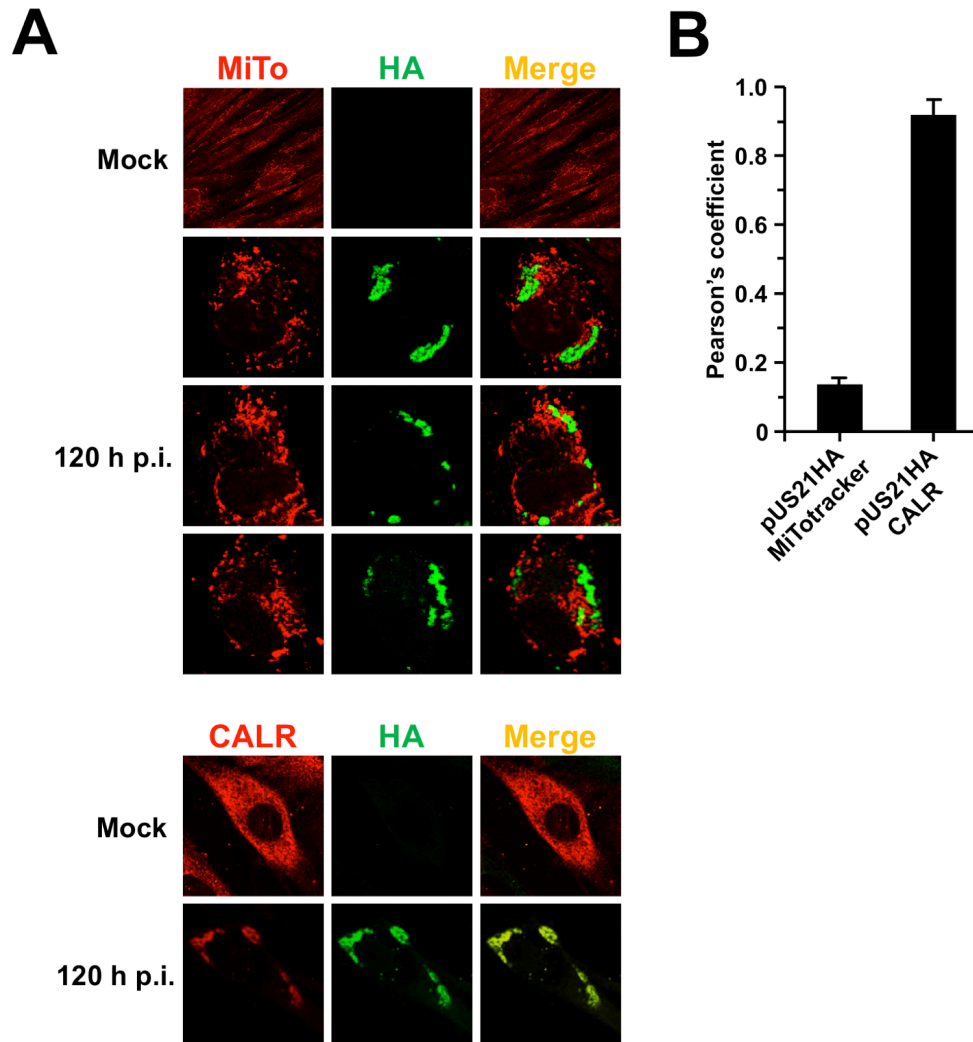 A
MiTo HA Merge
Mock
120 h p.i.
CALR HA Merge
Mock
120 h p.i.
B
Pearson's coefficient
1.0
0.8
0.6
0.4
0.2
0
pUS21HA
MiTotracker
pUS21HA
CALR